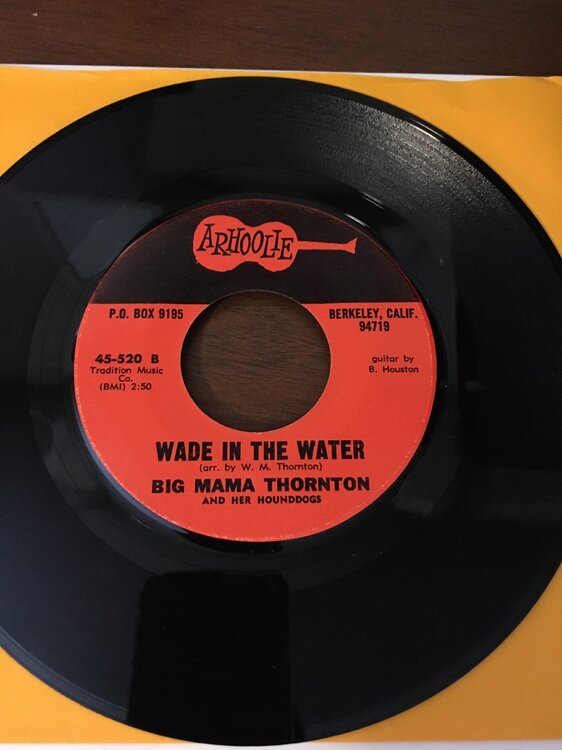 ARHOOLIE
P.O. BOX 9195
BERKELEY, CALIF.
94719
45-520 B
Tradition Music
Co.
(BMI) 2:50
guitar by
B. Houston
WADE IN THE WATER
(arr. by W. M. Thornton)
BIG MAMA THORNTON
AND HER HOUNDDOGS